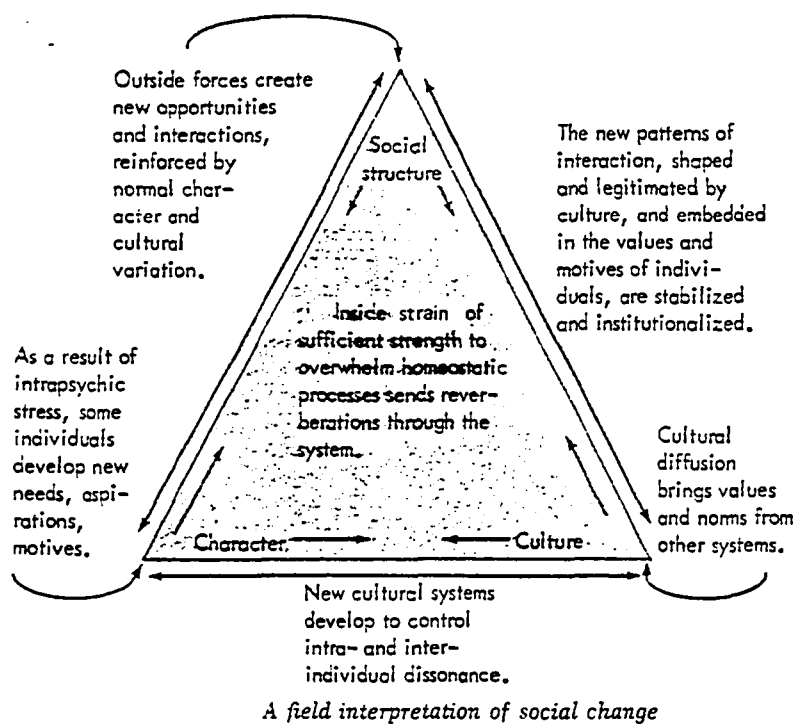 Outside forces create
new opportunities
and interactions,
reinforced by
normal char-
acter and
cultural
variation.
Social
structure
The new patterns of
interaction, shaped
and legitimated by
culture, and embedded
in the values and
motives of indivi-
duals, are stabilized
and institutionalized.
Inside strain of
sufficient strength to
overwhelm homeostatic
processes sends rever-
berations through the
system.
As a result of
intrapsychic
stress, some
individuals
develop new
needs, aspi-
rations,
motives.
Cultural
diffusion
brings values
and norms from
other systems.
Character
Culture
New cultural systems
develop to control
intra- and inter-
individual dissonance.
A field interpretation of social change